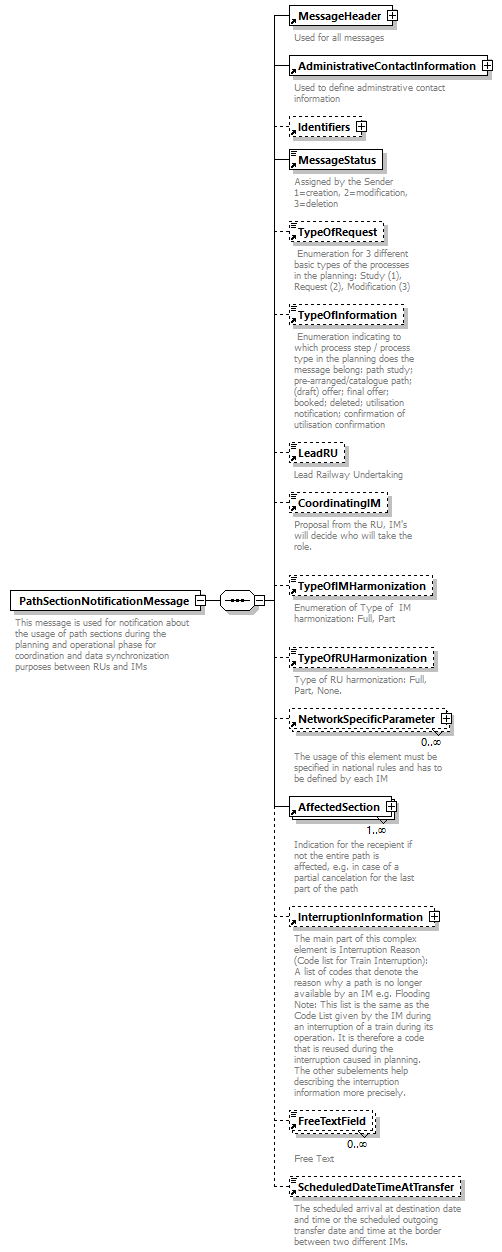 MessageHeader
Used for all messages
AdministrativeContactInformation
Used to define adminstrative contact
information
Identifiers
MessageStatus
Assigned by the Sender
1=creation, 2=modification,
3=deletion
TypeOfRequest
Enumeration for 3 different
basic types of the processes
in the planning: Study (1),
Request (2), Modification (3)
TypeOfInformation
Enumeration indicating to
which process step / process
type in the planning does the
message belong: path study;
pre-arranged/catalogue path;
(draft) offer; final offer;
booked; deleted; utilisation
notification; confirmation of
utilisation confirmation
LeadRU
Lead Railway Undertaking
CoordinatingIM
Proposal from the RU, IM's
will decide who will take the
role.
TypeOfIMHarmonization
Enumeration of Type of IM
harmonization: Full, Part
PathSectionNotificationMessage
This message is used for notification about
the usage of path sections during the
planning and operational phase for
coordination and data synchronization
purposes between RUs and IMs
TypeOfRUHarmonization
Type of RU harmonization: Full,
Part, None.
NetworkSpecificParameter
0..∞
The usage of this element must be
specified in national rules and has to
be defined by each IM
AffectedSection
1..∞
Indication for the recepient if
not the entire path is
affected, e.g. in case of a
partial cancelation for the last
part of the path
InterruptionInformation
The main part of this complex
element is Interruption Reason
(Code list for Train Interruption):
A list of codes that denote the
reason why a path is no longer
available by an IM e.g. Flooding
Note: This list is the same as the
Code List given by the IM during
an interruption of a train during its
operation. It is therefore a code
that is reused during the
interruption caused in planning.
The other subelements help
describing the interruption
information more precisely.
FreeTextField
0..∞
Free Text
ScheduledDateTimeAtTransfer
The scheduled arrival at destination date
and time or the scheduled outgoing
transfer date and time at the border
between two different IMs.